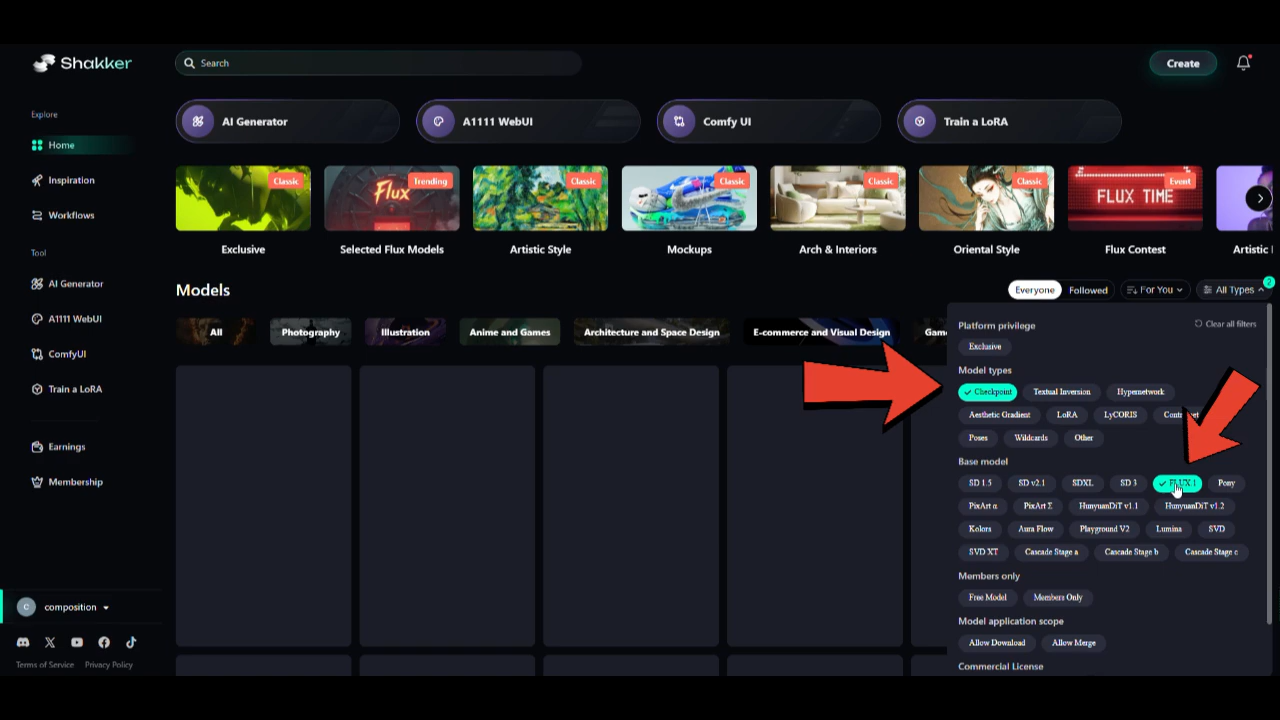 Shakker
Search
Create
Explore
Home
Inspiration
Workflows
Tool
AI Generator
A1111 WebUI
ComfyUI
Train a LoRA
Earnings
Membership
C composition
Terms of Service Privacy Policy
AI Generator A1111 WebUI Comfy UI Train a LoRA
Classic Trending Classic Classic Classic Classic Event
Flux
FLUX TIME
Exclusive Selected Flux Models Artistic Style Mockups Arch & Interiors Oriental Style Flux Contest Artistic
Models
Everyone Followed For You All Types 2
All Photography Illustration Anime and Games Architecture and Space Design E-commerce and Visual Design
Platform privilege Clear all filters
Exclusive
Model types
Checkpoint Textual Inversion Hypernetwork
Aesthetic Gradient LoRA LyCORIS
Poses Wildcards Other
Base model
SD 1.5 SD v2.1 SDXL SD 3 FLUX.1 Pony
PixArt α PixArt Σ HunyuanDiT v1.1 HunyuanDiT v1.2
Kolors Aura Flow Playground V2 Lumina SVD
SVD XT Cascade Stage a Cascade Stage b Cascade Stage c
Members only
Free Model Members Only
Model application scope
Allow Download Allow Merge
Commercial License